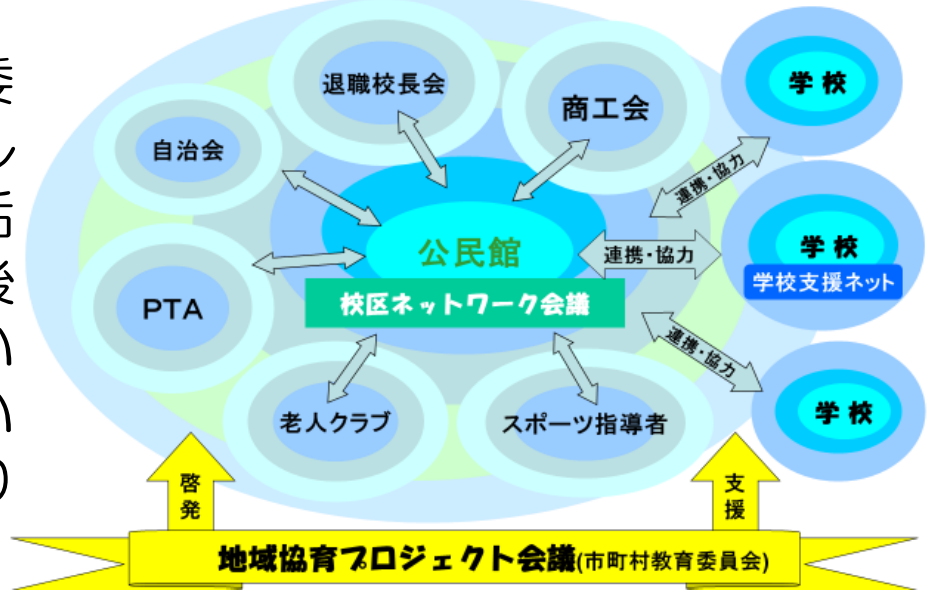 退職校長会
商工会
学校
自治会
連携・協力
公民館
連携・協力
学校
学校支援ネット
PTA
校区ネットワーク会議
連携・協力
老人クラブ
スポーツ指導者
学校
啓発
支援
地域協育プロジェクト会議(市町村教育委員会)